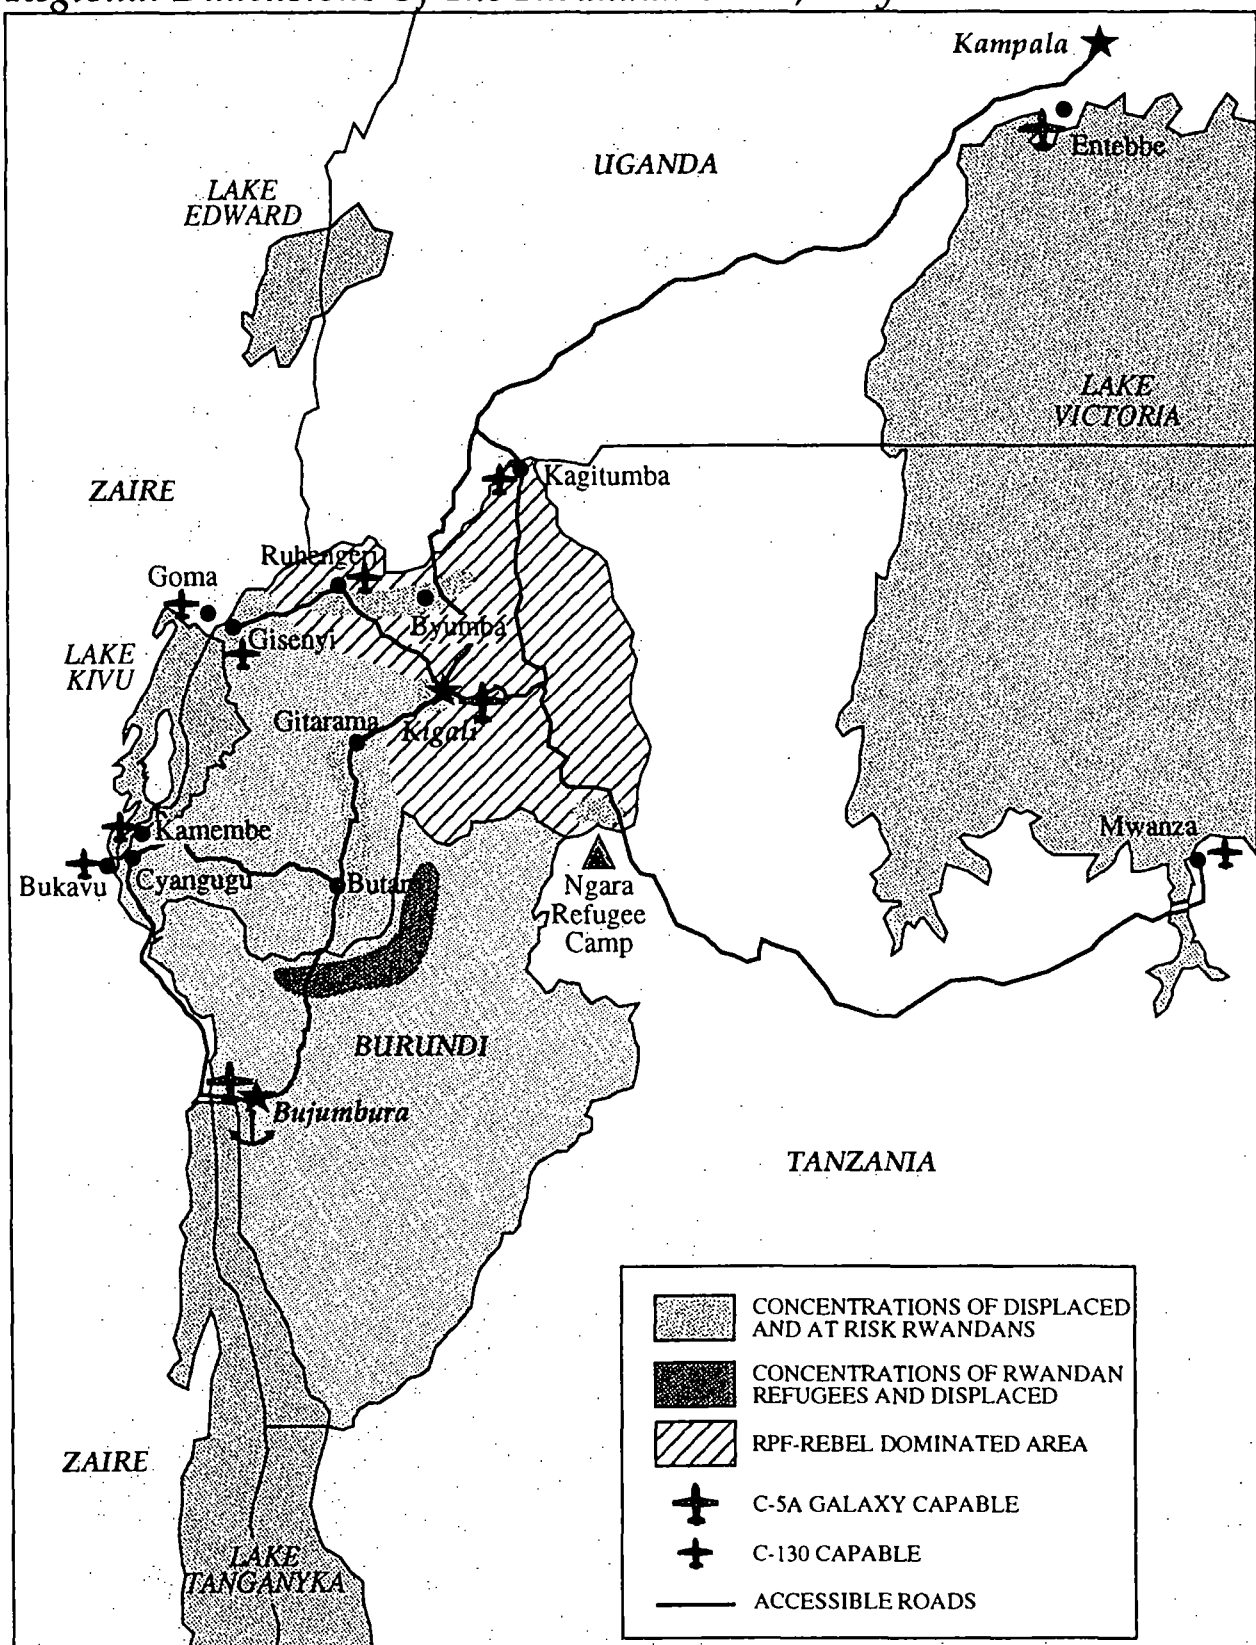 Kampala
Entebbe
UGANDA
LAKE
EDWARD
LAKE
VICTORIA
Kagitumba
ZAIRE
Ruhengeri
Goma
Byumba
Gisenyi
LAKE
KIVU
Gitarama
Kigali
Kamembe
Mwanza
Bukavu
Cyangugu
Butare
Ngara
Refugee
Camp
BURUNDI
Bujumbura
TANZANIA
CONCENTRATIONS OF DISPLACED
AND AT RISK RWANDANS
CONCENTRATIONS OF RWANDAN
REFUGEES AND DISPLACED
RPF-REBEL DOMINATED AREA
ZAIRE
C-5A GALAXY CAPABLE
C-130 CAPABLE
LAKE
TANGANYKA
ACCESSIBLE ROADS